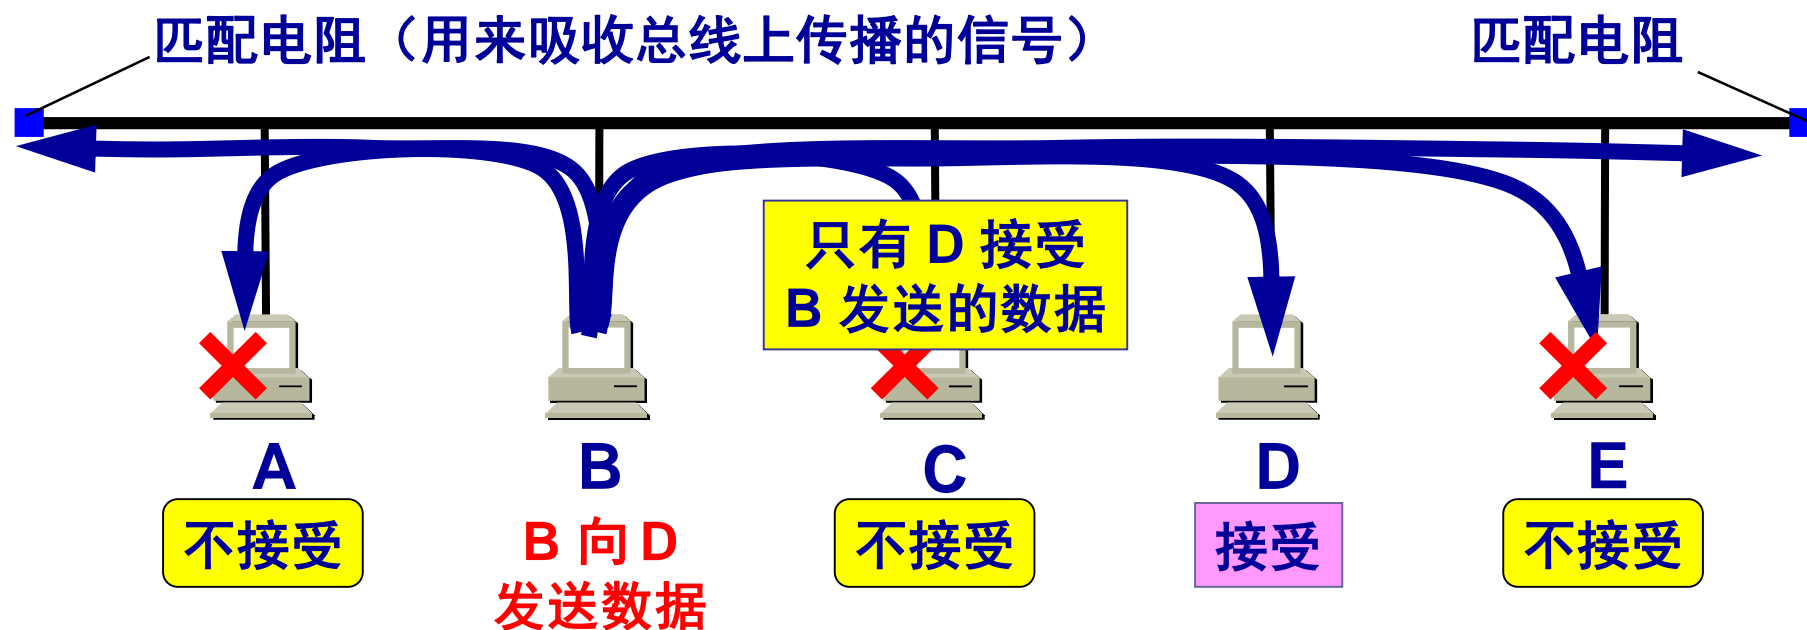 匹配电阻（用来吸收总线上传播的信号）
匹配电阻
只有 D 接受
B 发送的数据
A
B
C
D
E
不接受
B 向 D
发送数据
不接受
接受
不接受